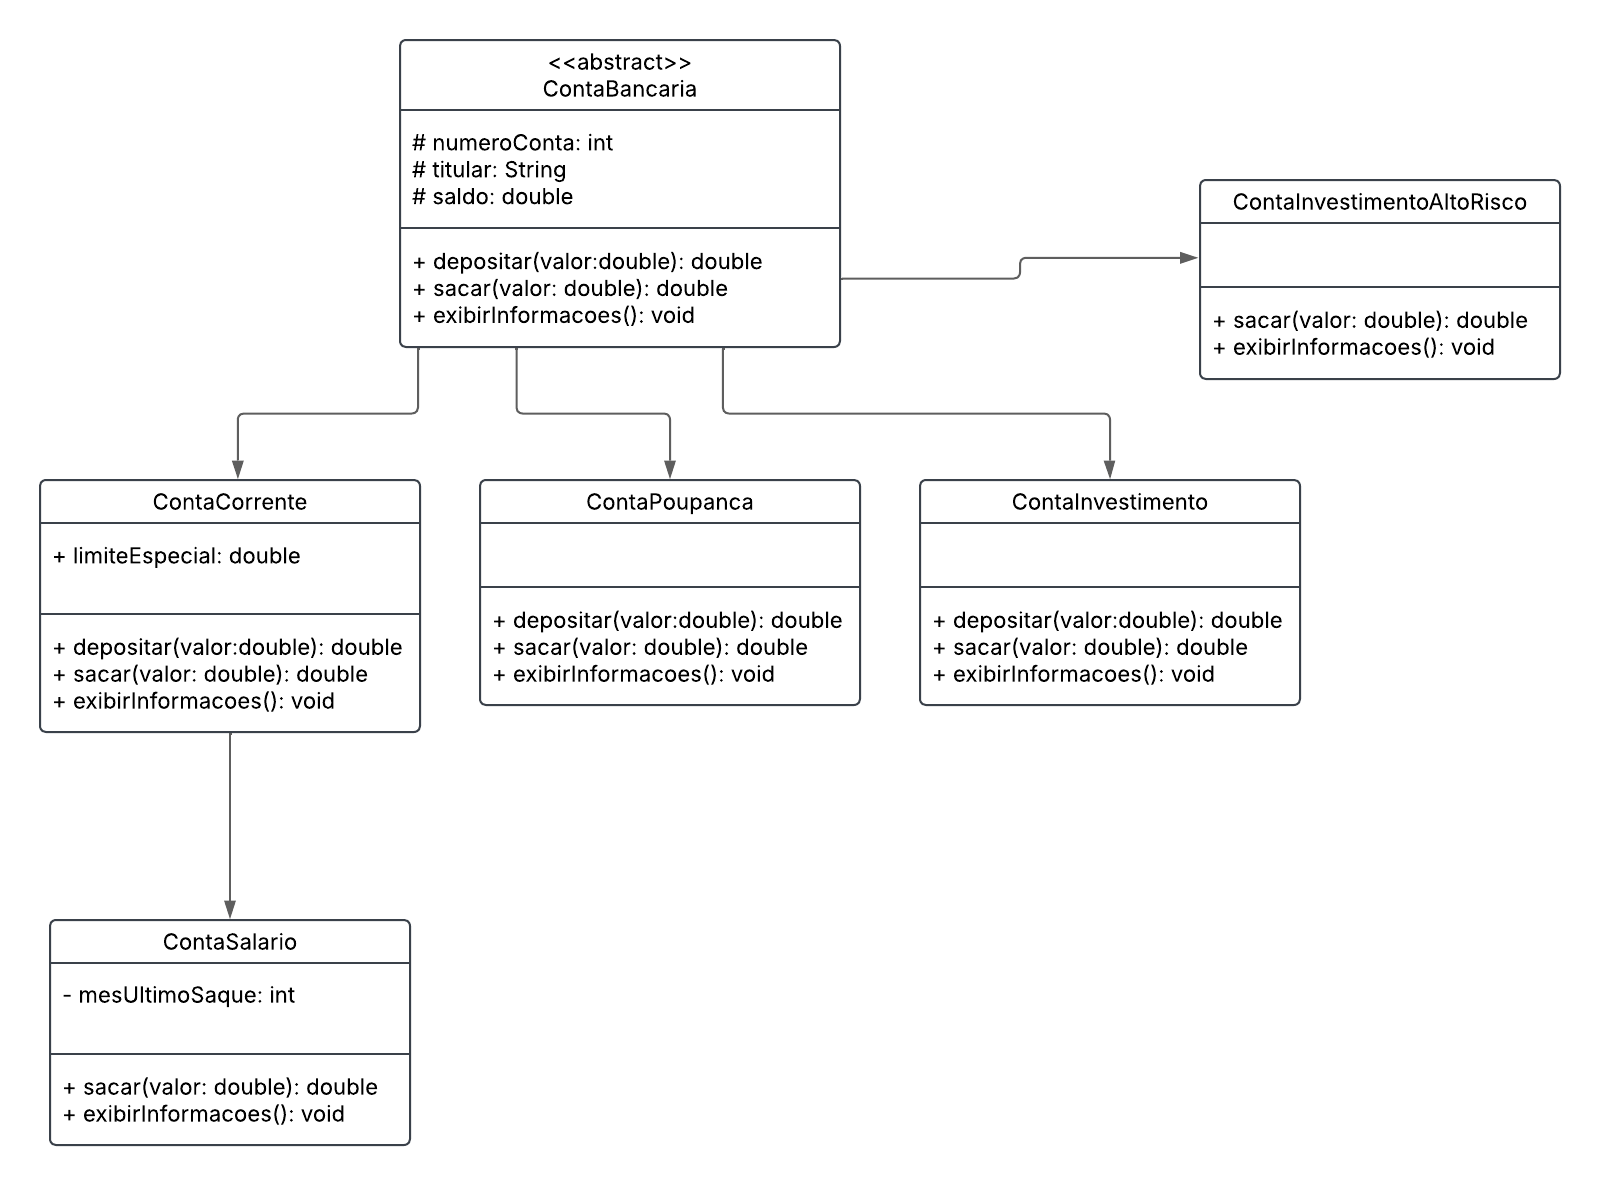 <<abstract>>
ContaBancaria
# numeroConta: int
# titular: String
# saldo: double
+ depositar(valor:double): double
+ sacar(valor: double): double
+ exibirInformacoes(): void
ContaInvestimentoAltoRisco
+ sacar(valor: double): double
+ exibirInformacoes(): void
ContaCorrente
+ limiteEspecial: double
+ depositar(valor:double): double
+ sacar(valor: double): double
+ exibirInformacoes(): void
ContaPoupanca
+ depositar(valor:double): double
+ sacar(valor: double): double
+ exibirInformacoes(): void
ContaInvestimento
+ depositar(valor:double): double
+ sacar(valor: double): double
+ exibirInformacoes(): void
ContaSalario
- mesUltimoSaque: int
+ sacar(valor: double): double
+ exibirInformacoes(): void